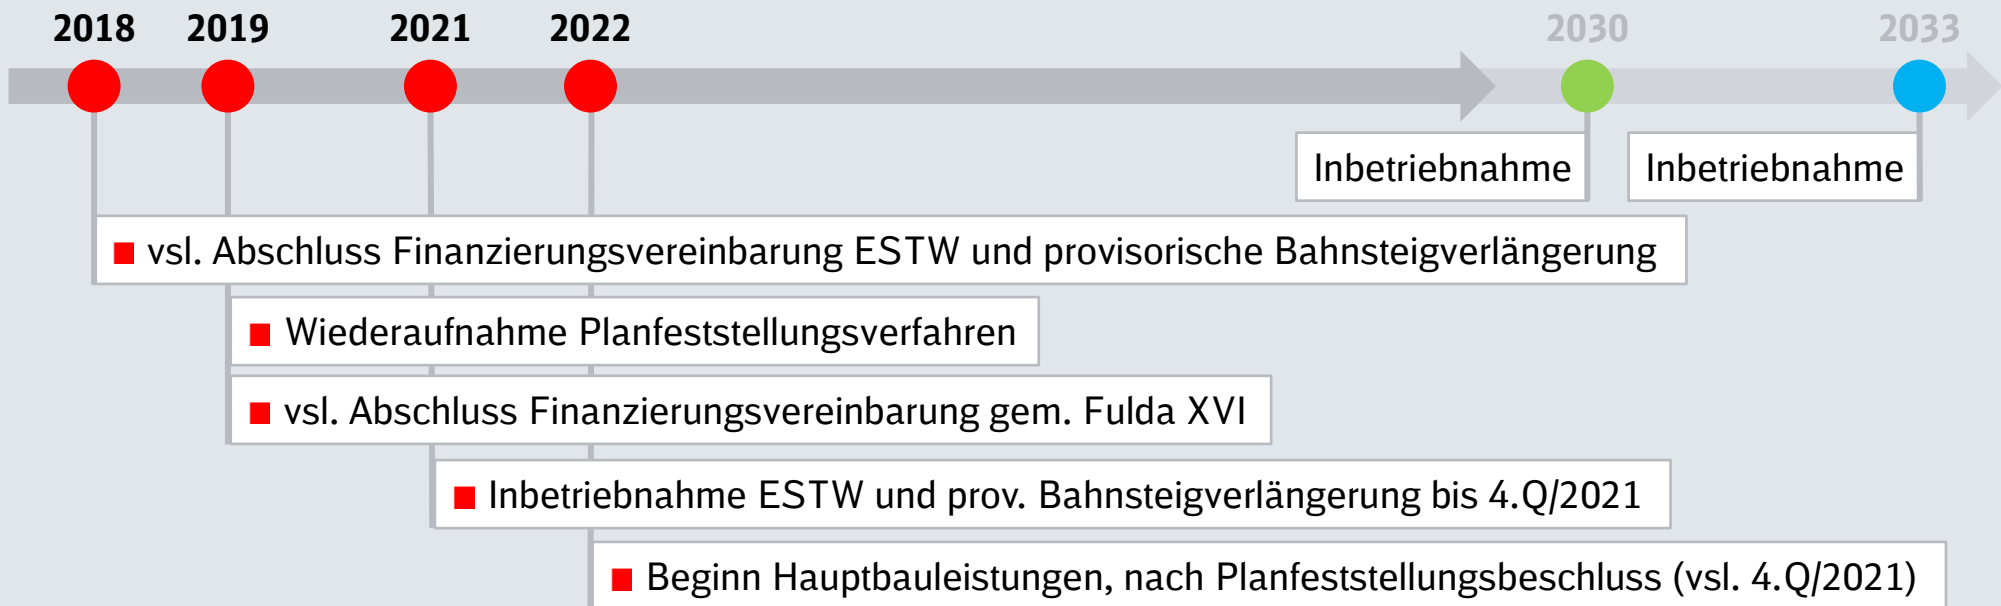 2018 2019 2021 2022 2030 2033
Inbetriebnahme Inbetriebnahme
vsl. Abschluss Finanzierungsvereinbarung ESTW und provisorische Bahnsteigverlängerung
Wiederaufnahme Planfeststellungsverfahren
vsl. Abschluss Finanzierungsvereinbarung gem. Fulda XVI
Inbetriebnahme ESTW und prov. Bahnsteigverlängerung bis 4.Q/2021
Beginn Hauptbauleistungen, nach Planfeststellungsbeschluss (vsl. 4.Q/2021)